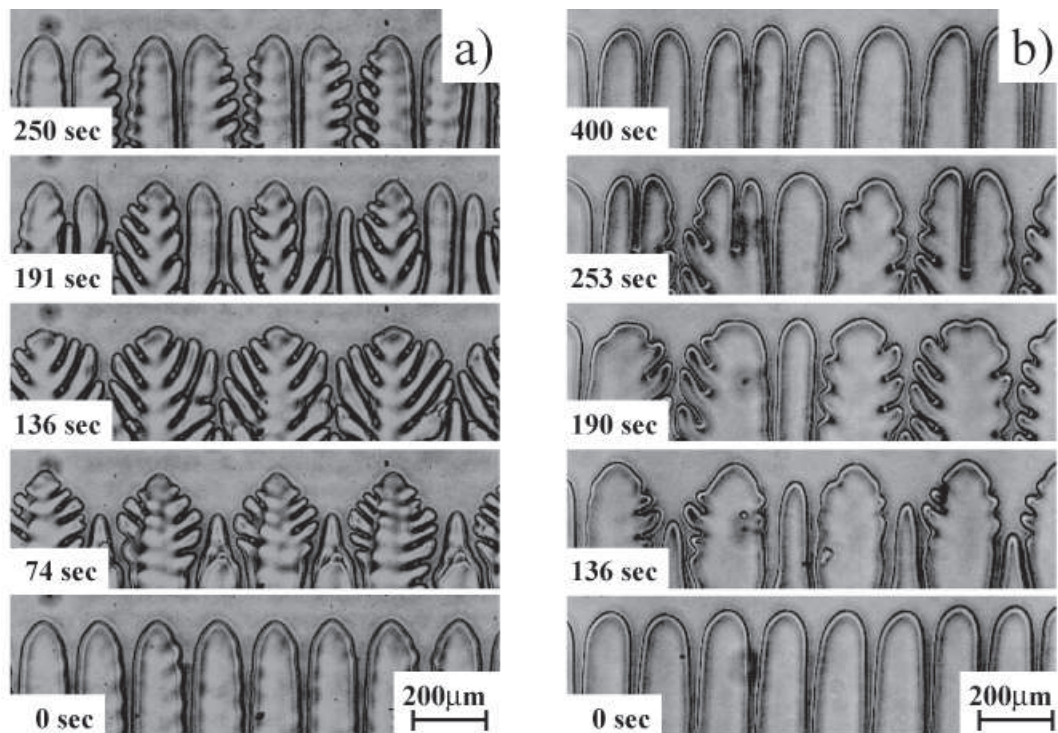 a)
250 sec
191 sec
136 sec
74 sec
0 sec
200μm
b)
400 sec
253 sec
190 sec
136 sec
0 sec
200μm